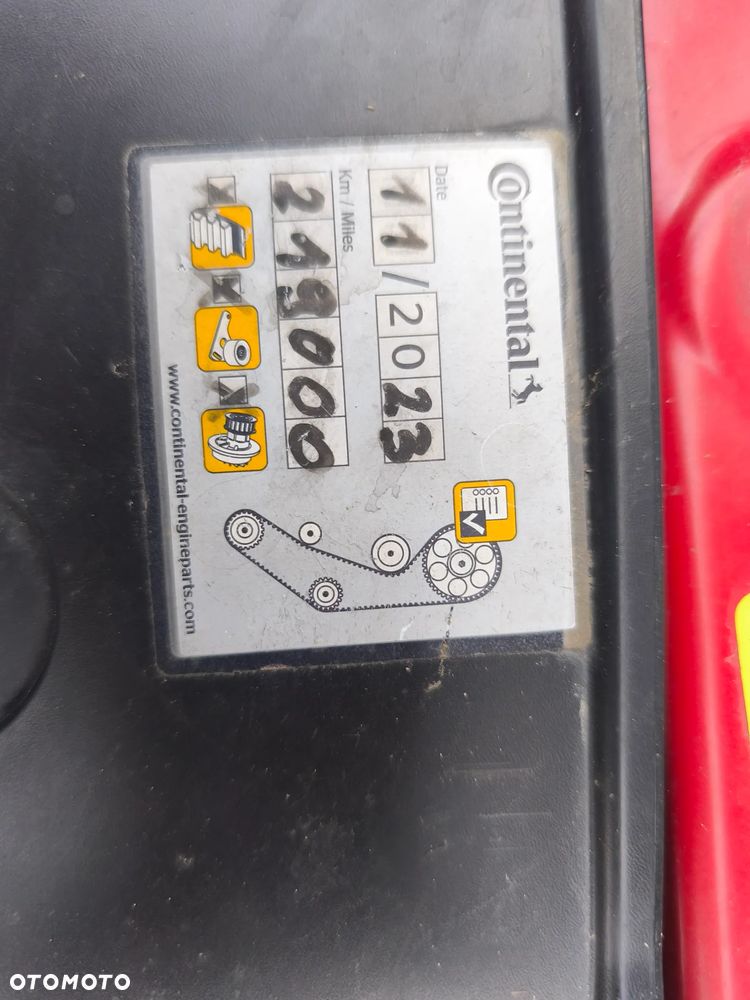 Continental
Date
11/2023
Km / Miles
219000
www.continental-engineparts.com
OTOMOTO